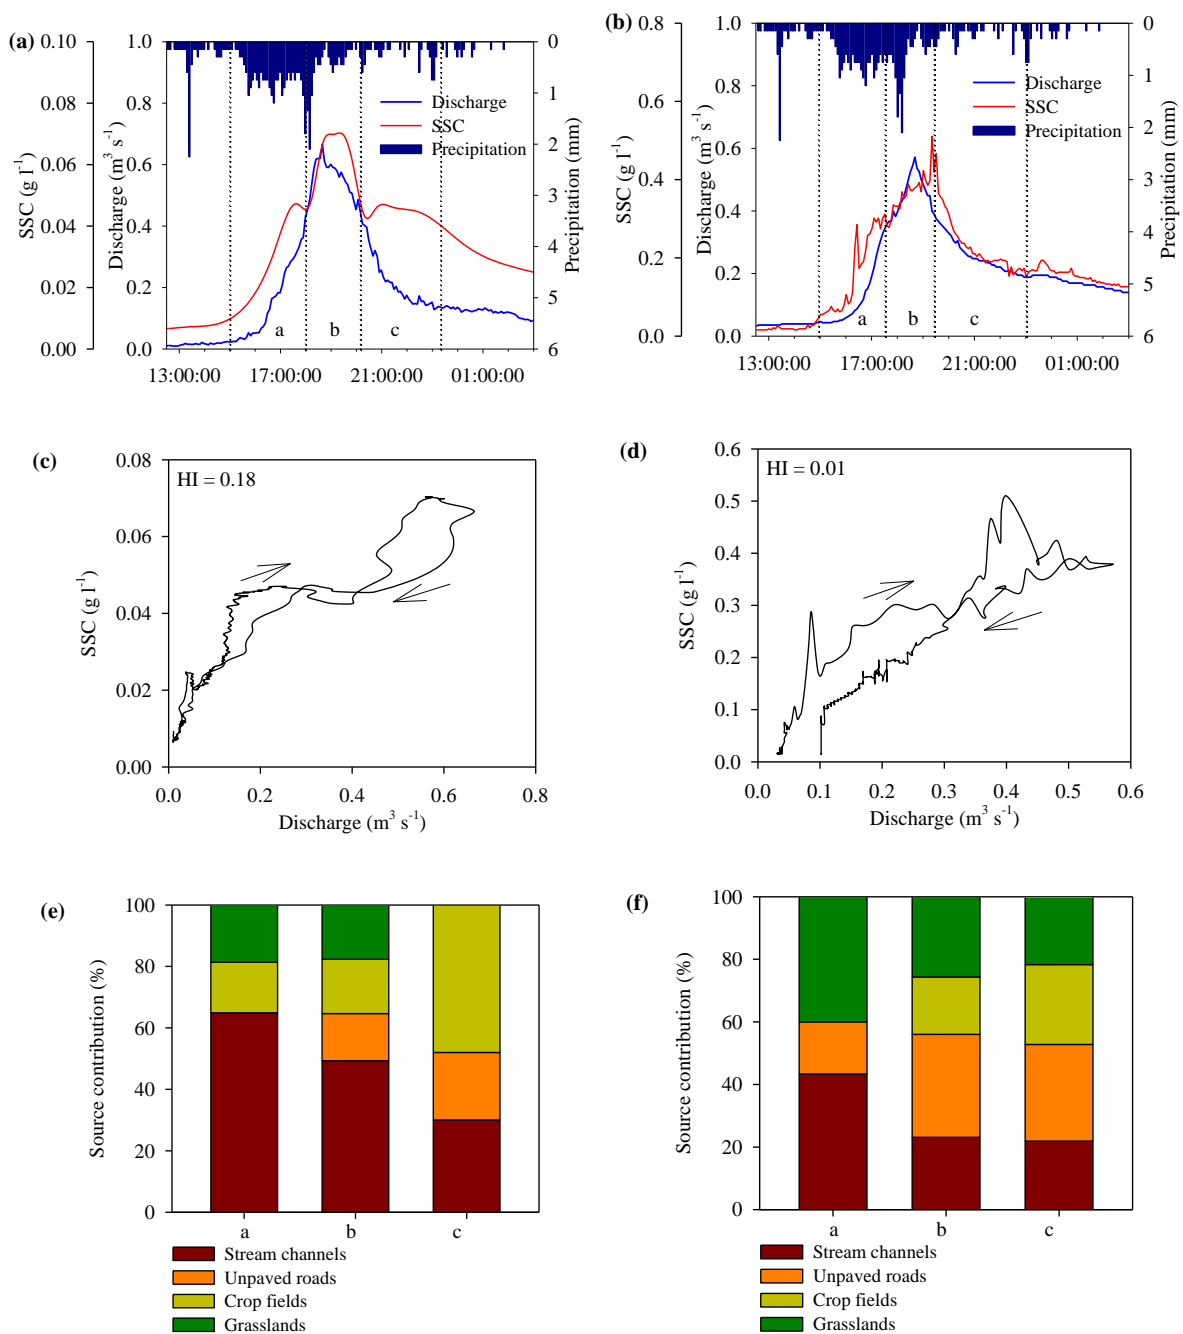 (a)
SSC (g l⁻¹)
0.10
0.08
0.06
0.04
0.02
0.00
Discharge (m³ s⁻¹)
1.0
0.8
0.6
0.4
0.2
0.0
Discharge
SSC
Precipitation
a
b
c
0
1
2
3
4
5
6
Precipitation (mm)
13:00:00
17:00:00
21:00:00
01:00:00
(b)
SSC (g l⁻¹)
0.8
0.6
0.4
0.2
0.0
Discharge (m³ s⁻¹)
1.0
0.8
0.6
0.4
0.2
0.0
Discharge
SSC
Precipitation
a
b
c
0
1
2
3
4
5
6
Precipitation (mm)
13:00:00
17:00:00
21:00:00
01:00:00
(c)
HI = 0.18
SSC (g l⁻¹)
0.08
0.06
0.04
0.02
0.00
0.0
0.2
0.4
0.6
0.8
Discharge (m³ s⁻¹)
(d)
HI = 0.01
SSC (g l⁻¹)
0.6
0.5
0.4
0.3
0.2
0.1
0.0
0.0
0.1
0.2
0.3
0.4
0.5
0.6
Discharge (m³ s⁻¹)
(e)
Source contribution (%)
100
80
60
40
20
0
a
b
c
Stream channels
Unpaved roads
Crop fields
Grasslands
(f)
Source contribution (%)
100
80
60
40
20
0
a
b
c
Stream channels
Unpaved roads
Crop fields
Grasslands